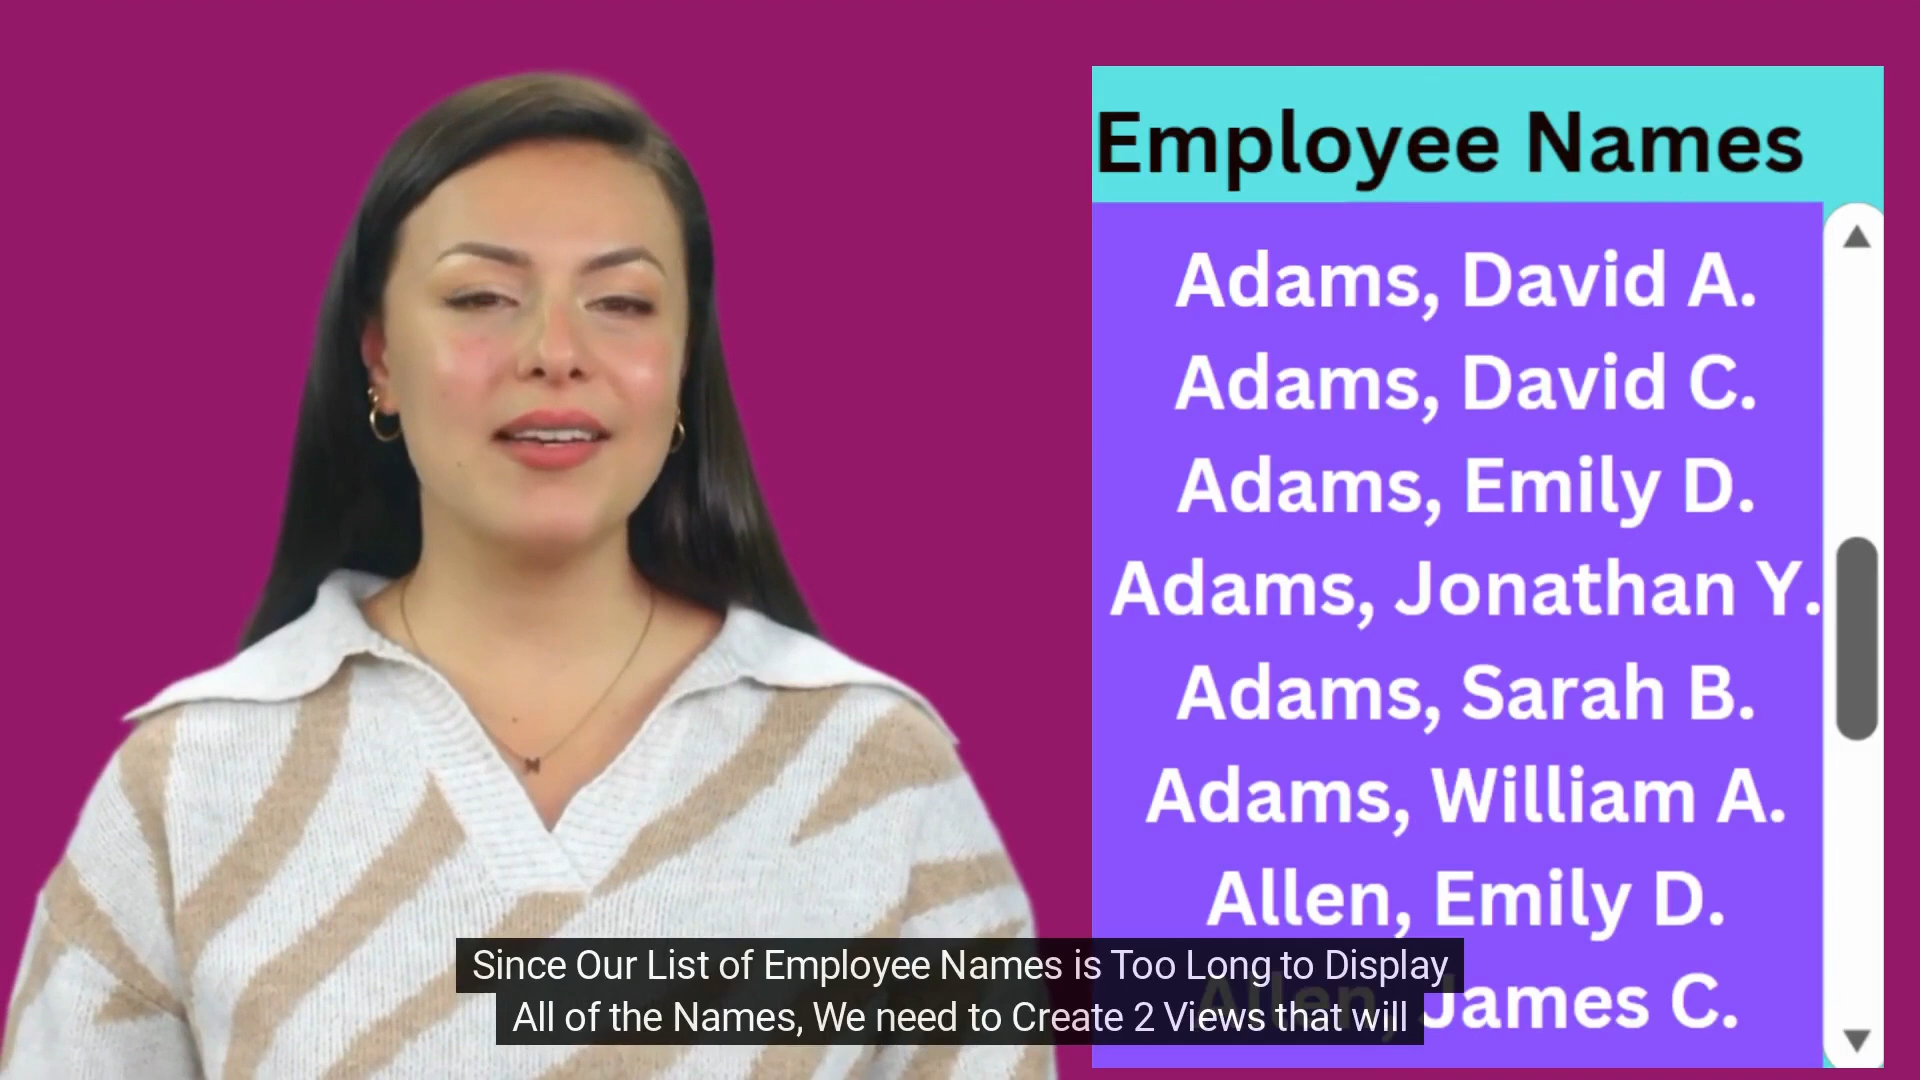 Employee Names
Adams, David A.
Adams, David C.
Adams, Emily D.
Adams, Jonathan Y.
Adams, Sarah B.
Adams, William A.
Allen, Emily D.
Allen, James C.
Since Our List of Employee Names is Too Long to Display
All of the Names, We need to Create 2 Views that will